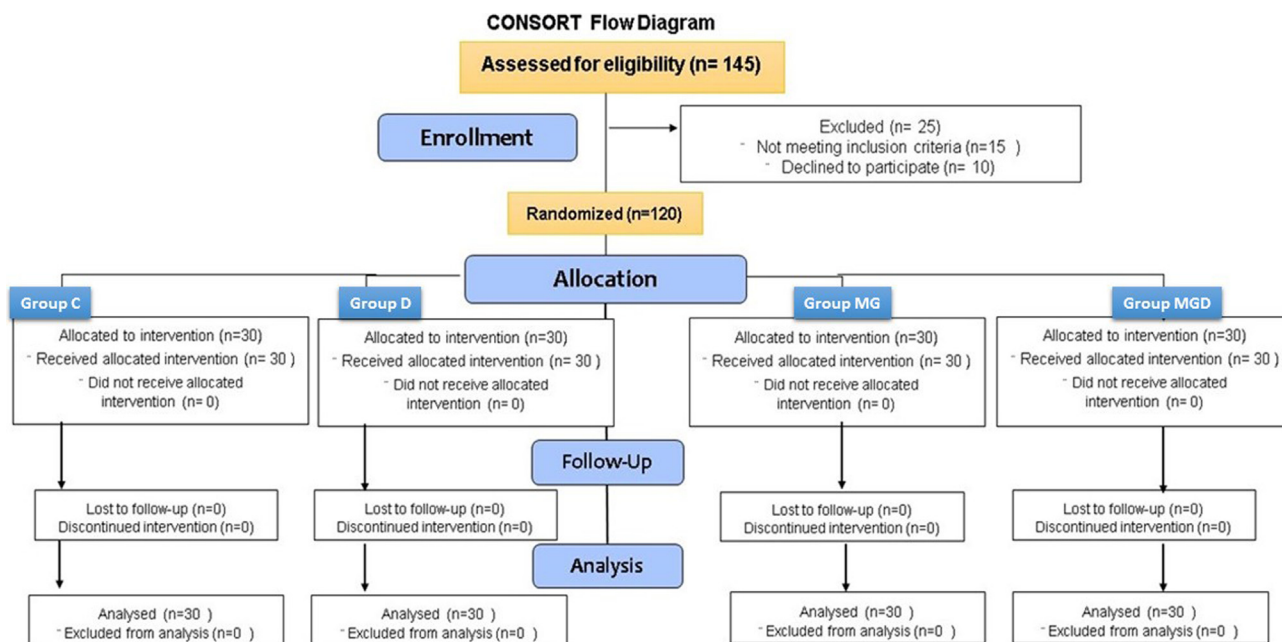 CONSORT Flow Diagram
Assessed for eligibility (n= 145)
Enrollment
Excluded (n= 25)
- Not meeting inclusion criteria (n=15 )
- Declined to participate (n= 10)
Randomized (n=120)
Allocation
Group C
Allocated to intervention (n=30)
- Received allocated intervention (n= 30 )
- Did not receive allocated
intervention (n= 0)
Group D
Allocated to intervention (n=30)
- Received allocated intervention (n= 30 )
- Did not receive allocated
intervention (n= 0)
Group MG
Allocated to intervention (n=30)
- Received allocated intervention (n= 30 )
- Did not receive allocated
intervention (n= 0)
Group MGD
Allocated to intervention (n=30)
- Received allocated intervention (n= 30 )
- Did not receive allocated
intervention (n= 0)
Follow-Up
Lost to follow-up (n=0)
Discontinued intervention (n=0)
Lost to follow-up (n=0)
Discontinued intervention (n=0)
Lost to follow-up (n=0)
Discontinued intervention (n=0)
Lost to follow-up (n=0)
Discontinued intervention (n=0)
Analysis
Analysed (n=30 )
- Excluded from analysis (n=0 )
Analysed (n=30 )
- Excluded from analysis (n=0 )
Analysed (n=30 )
- Excluded from analysis (n=0 )
Analysed (n=30 )
- Excluded from analysis (n=0 )